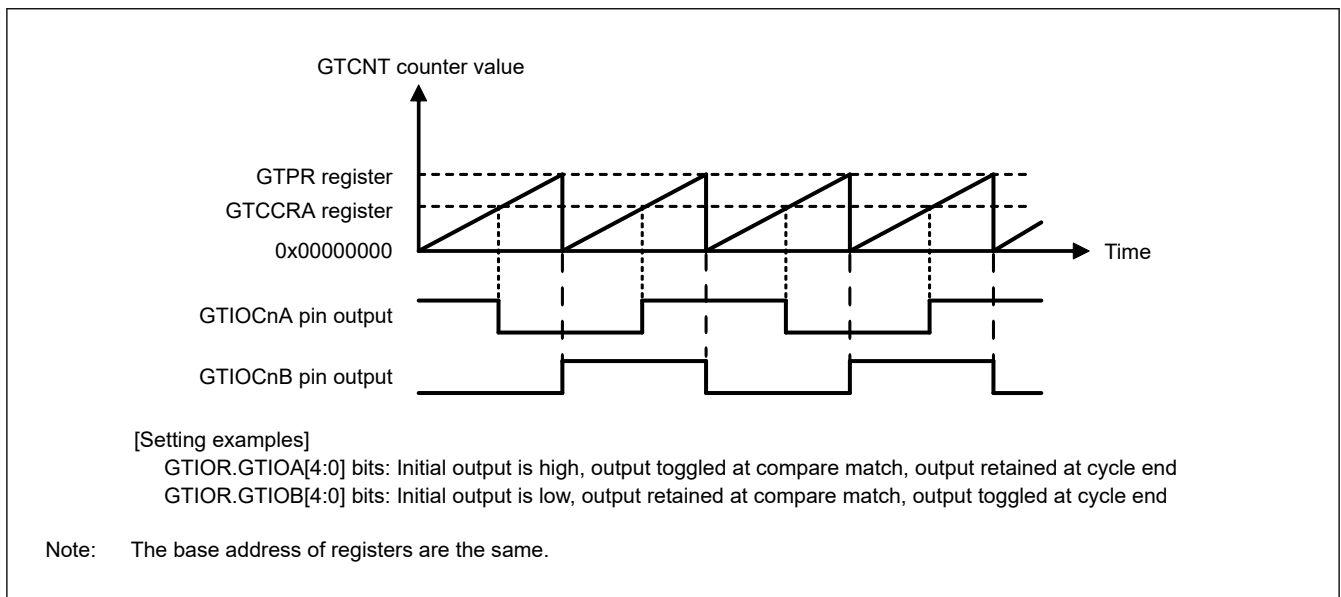 GTCNT counter value
GTPR register
GTCCRA register
0x00000000
Time
GTIOCnA pin output
GTIOCnB pin output
[Setting examples]
GTIOR.GTIOA[4:0] bits: Initial output is high, output toggled at compare match, output retained at cycle end
GTIOR.GTIOB[4:0] bits: Initial output is low, output retained at compare match, output toggled at cycle end
Note: The base address of registers are the same.